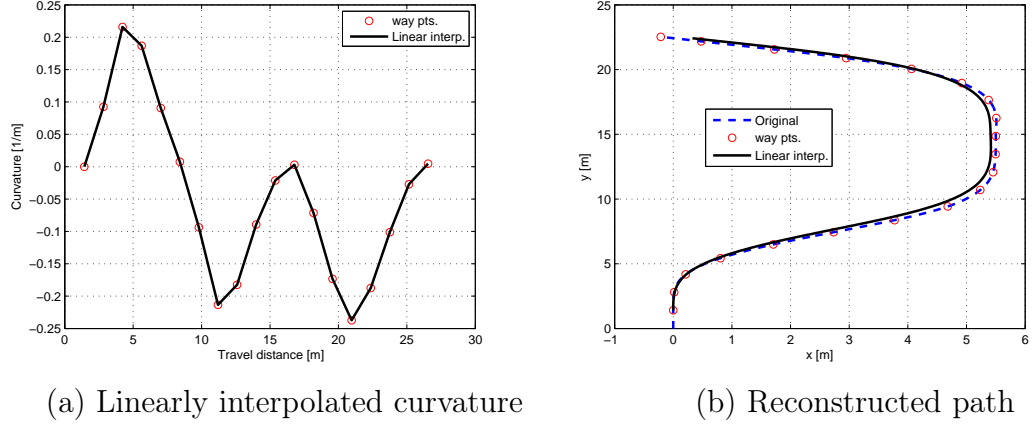 0.25
0.2
0.15
0.1
0.05
0
-0.05
-0.1
-0.15
-0.2
-0.25
Curvature [1/m]
0 5 10 15 20 25 30
Travel distance [m]
way pts.
Linear interp.
(a) Linearly interpolated curvature
25
20
15
10
5
0
y [m]
−1 0 1 2 3 4 5 6
x [m]
Original
way pts.
Linear interp.
(b) Reconstructed path